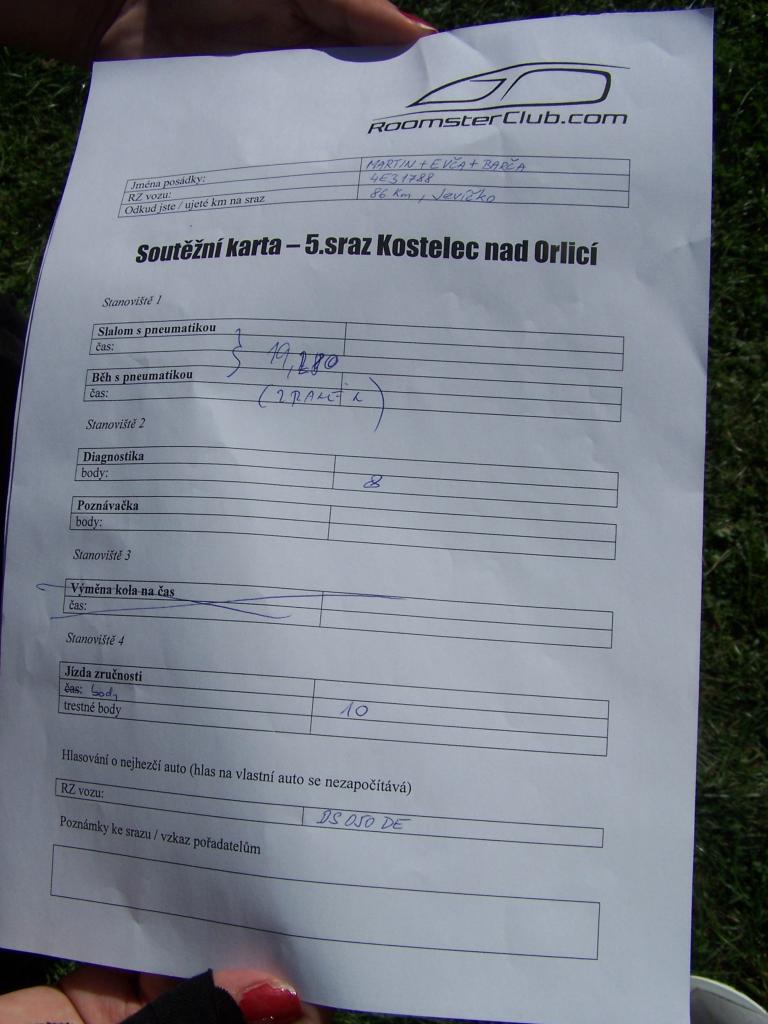 RoomsterClub.com
Jména posádky: MARTIN + EVČA + BARČA
RZ vozu: 4E31788
Odkud jste / ujeté km na sraz 86 Km, Jevíčko
Soutěžní karta – 5.sraz Kostelec nad Orlicí
Stanoviště 1
Slalom s pneumatikou
čas:
Běh s pneumatikou
čas:
Stanoviště 2
Diagnostika
body: 8
Poznávačka
body:
Stanoviště 3
Výměna kola na čas
čas:
Stanoviště 4
Jízda zručnosti
čas: body
trestné body 10
Hlasování o nejhezčí auto (hlas na vlastní auto se nezapočítává)
RZ vozu: DS 050 DE
Poznámky ke srazu / vzkaz pořadatelům